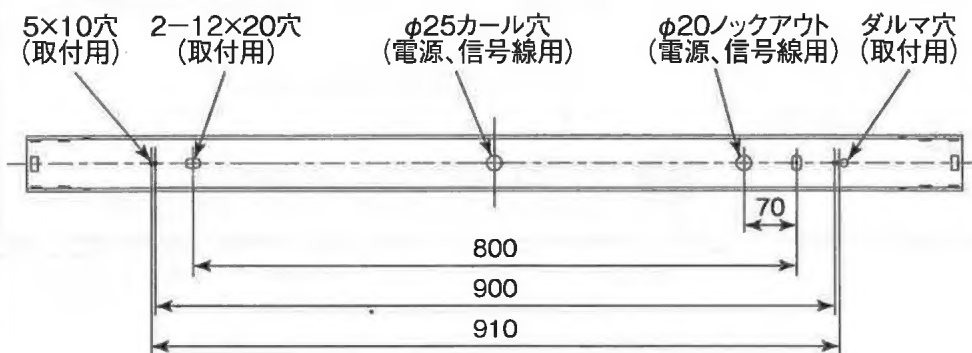 5×10穴
(取付用)
2−12×20穴
(取付用)
φ25カール穴
(電源、信号線用)
φ20ノックアウト
(電源、信号線用)
ダルマ穴
(取付用)
70
800
900
910